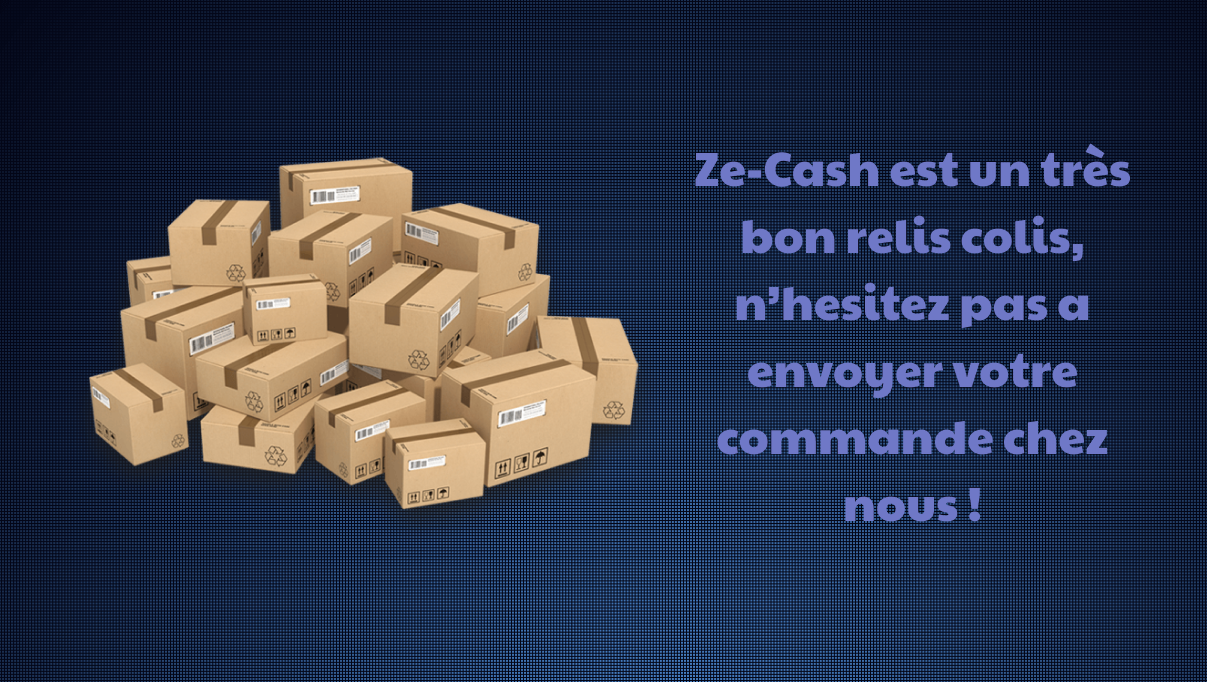 Ze-Cash est un très
bon relis colis,
n’hesitez pas a
envoyer votre
commande chez
nous !